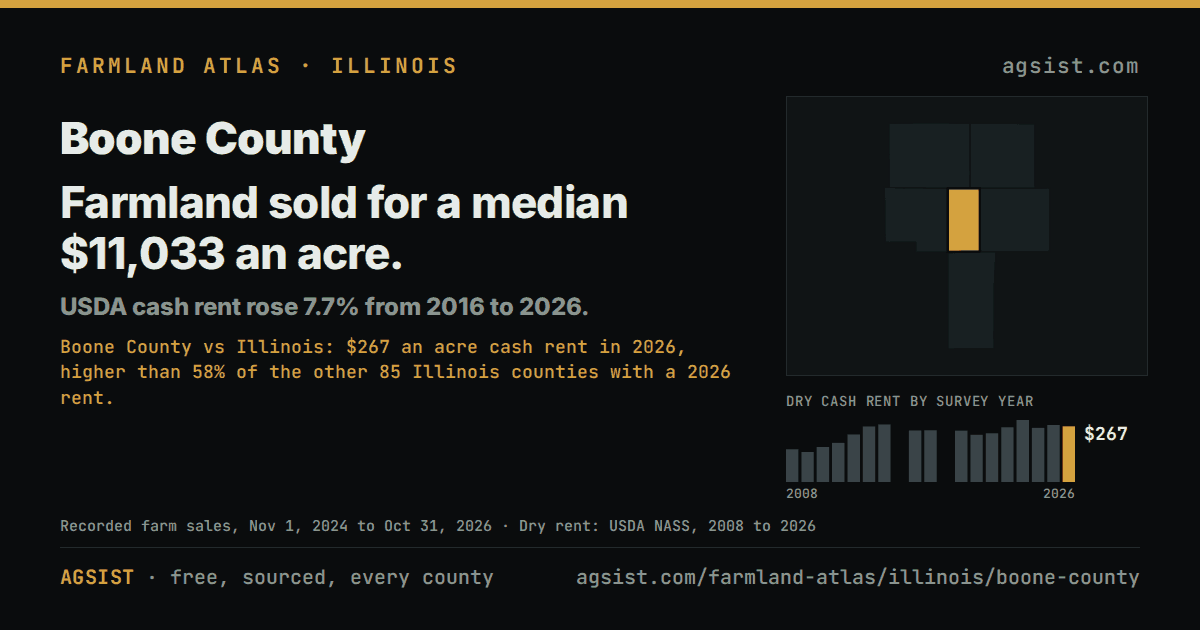 FARMLAND ATLAS · ILLINOIS
agsist.com
Boone County
Farmland sold for a median
$11,033 an acre.
USDA cash rent rose 7.7% from 2016 to 2026.
Boone County vs Illinois: $267 an acre cash rent in 2026,
higher than 58% of the other 85 Illinois counties with a 2026
rent.
DRY CASH RENT BY SURVEY YEAR
$267
2008
2026
Recorded farm sales, Nov 1, 2024 to Oct 31, 2026 · Dry rent: USDA NASS, 2008 to 2026
AGSIST · free, sourced, every county
agsist.com/farmland-atlas/illinois/boone-county